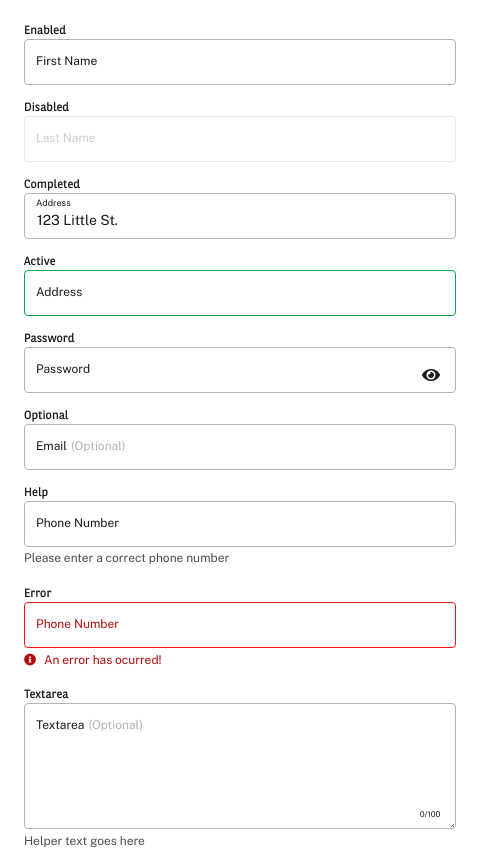 Enabled
First Name
Disabled
Last Name
Completed
Address
123 Little St.
Active
Address
Password
Password
Optional
Email (Optional)
Help
Phone Number
Please enter a correct phone number
Error
Phone Number
An error has ocurred!
Textarea
Textarea (Optional)
0/100
Helper text goes here